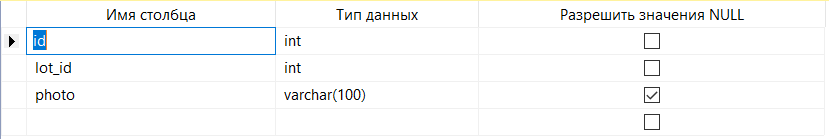 Имя столбца Тип данных Разрешить значения NULL
id int
lot_id int
photo varchar(100)